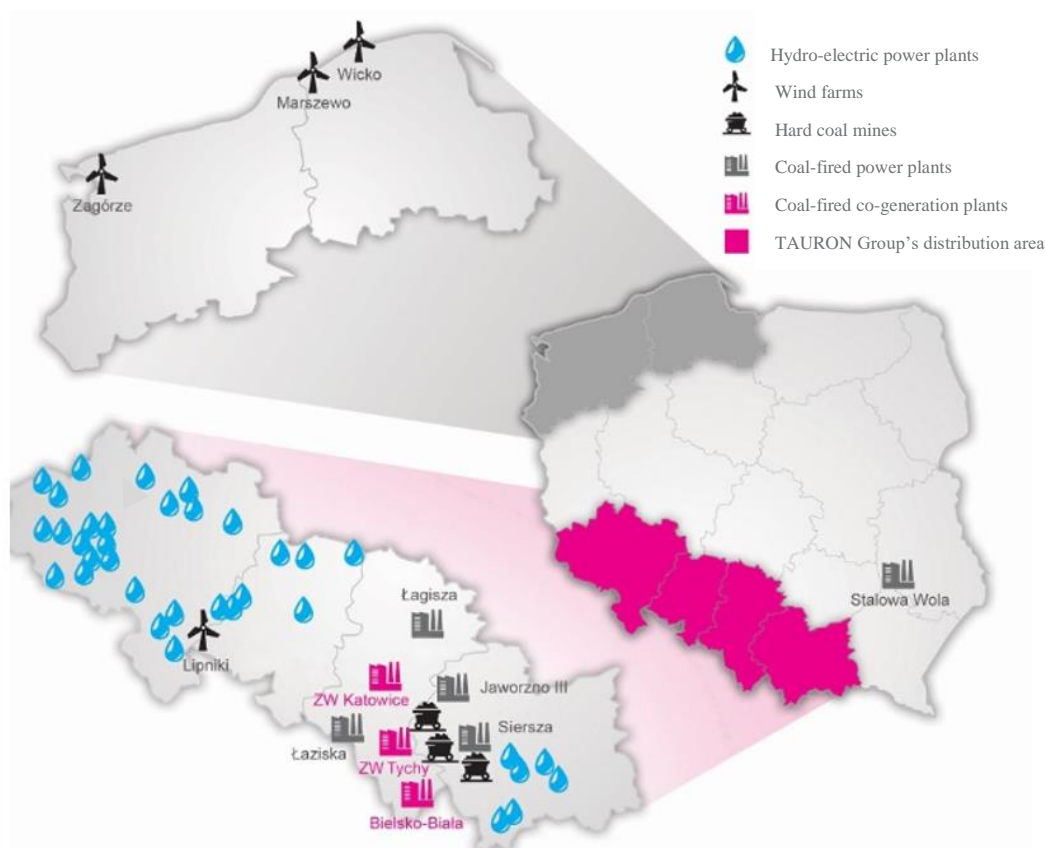 Wicko
Marszewo
Zagórze
Hydro-electric power plants
Wind farms
Hard coal mines
Coal-fired power plants
Coal-fired co-generation plants
TAURON Group's distribution area
Stalowa Wola
Łagisza
Lipniki
ZW Katowice
Jaworzno III
Siersza
Łaziska
ZW Tychy
Bielsko-Biała